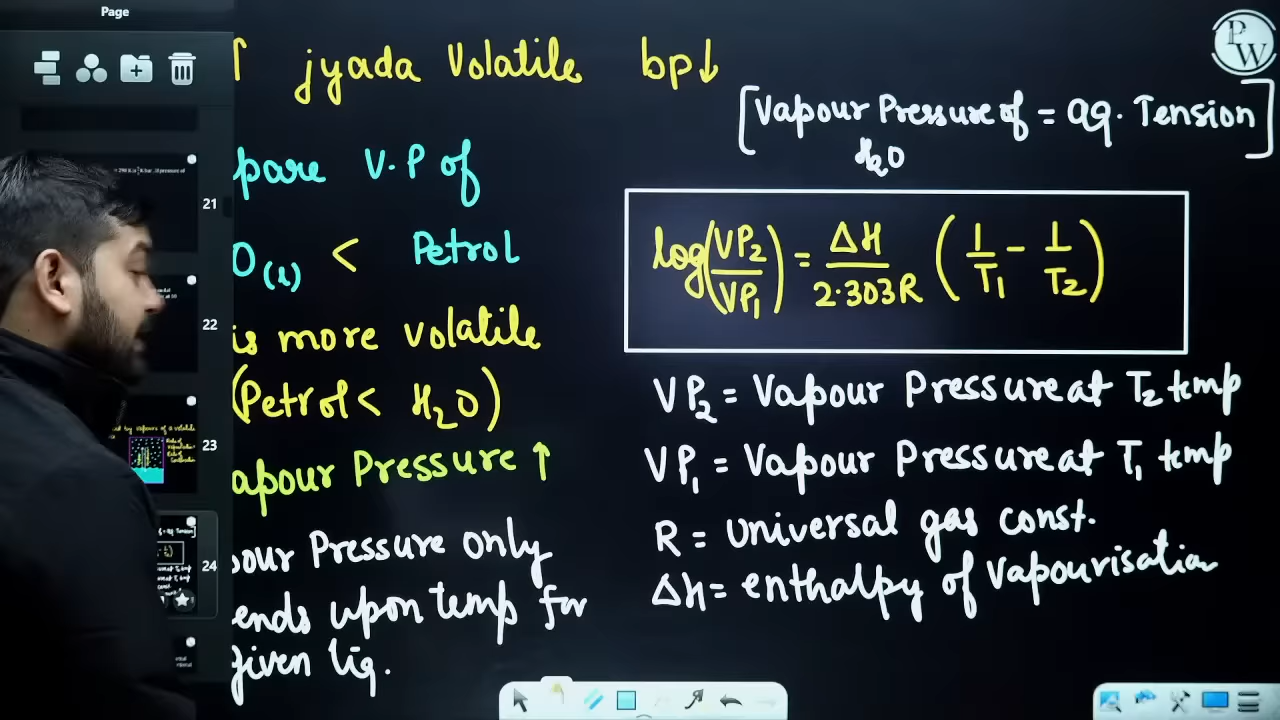 Page
↑ jyada Volatile bp↓
PW
[Vapour Pressure of H₂O = aq. Tension]
pare V.P of
O(l) < Petrol
is more volatile
(Petrol < H₂O)
apour Pressure ↑
our Pressure only
ends upon temp for
given liq.
log(VP₂/VP₁) = ΔH/2.303R (1/T₁ - 1/T₂)
VP₂ = Vapour Pressure at T₂ temp
VP₁ = Vapour Pressure at T₁ temp
R = Universal gas const.
ΔH = enthalpy of vapourisation
21
22
23
24